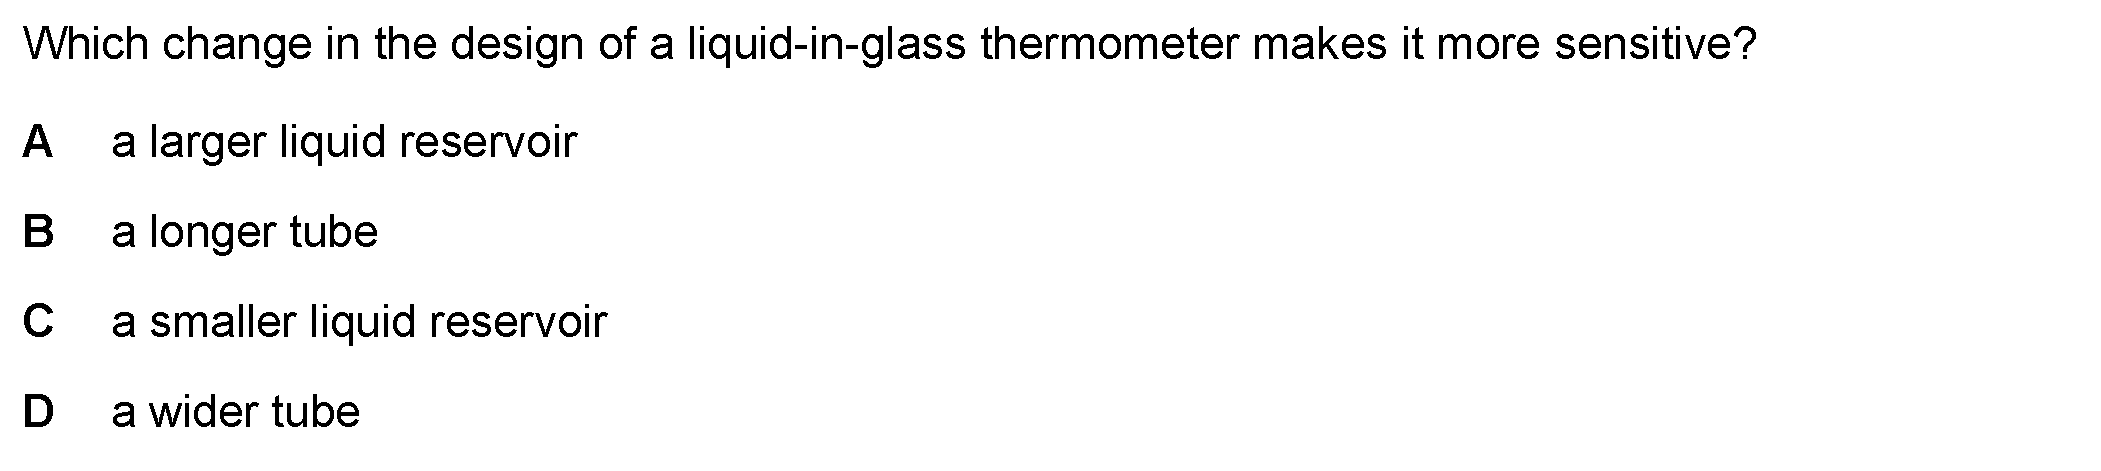 Which change in the design of a liquid-in-glass thermometer makes it more sensitive?
A a larger liquid reservoir
B a longer tube
C a smaller liquid reservoir
D a wider tube